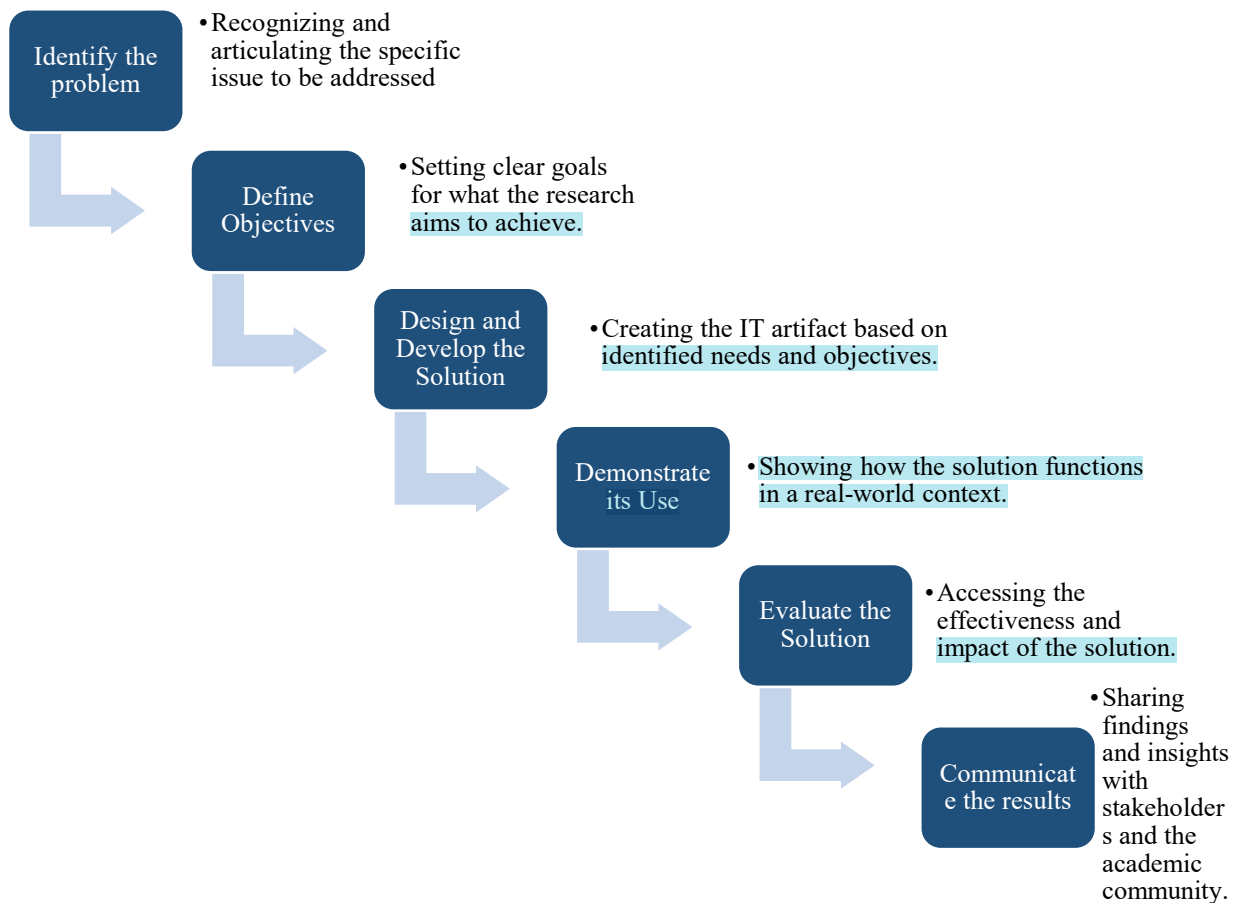 Identify the
problem
•Recognizing and
articulating the specific
issue to be addressed
Define
Objectives
•Setting clear goals
for what the research
aims to achieve.
Design and
Develop the
Solution
•Creating the IT artifact based on
identified needs and objectives.
Demonstrate
its Use
•Showing how the solution functions
in a real-world context.
Evaluate the
Solution
•Accessing the
effectiveness and
impact of the solution.
Communicat
e the results
•Sharing
findings
and insights
with
stakeholder
s and the
academic
community.